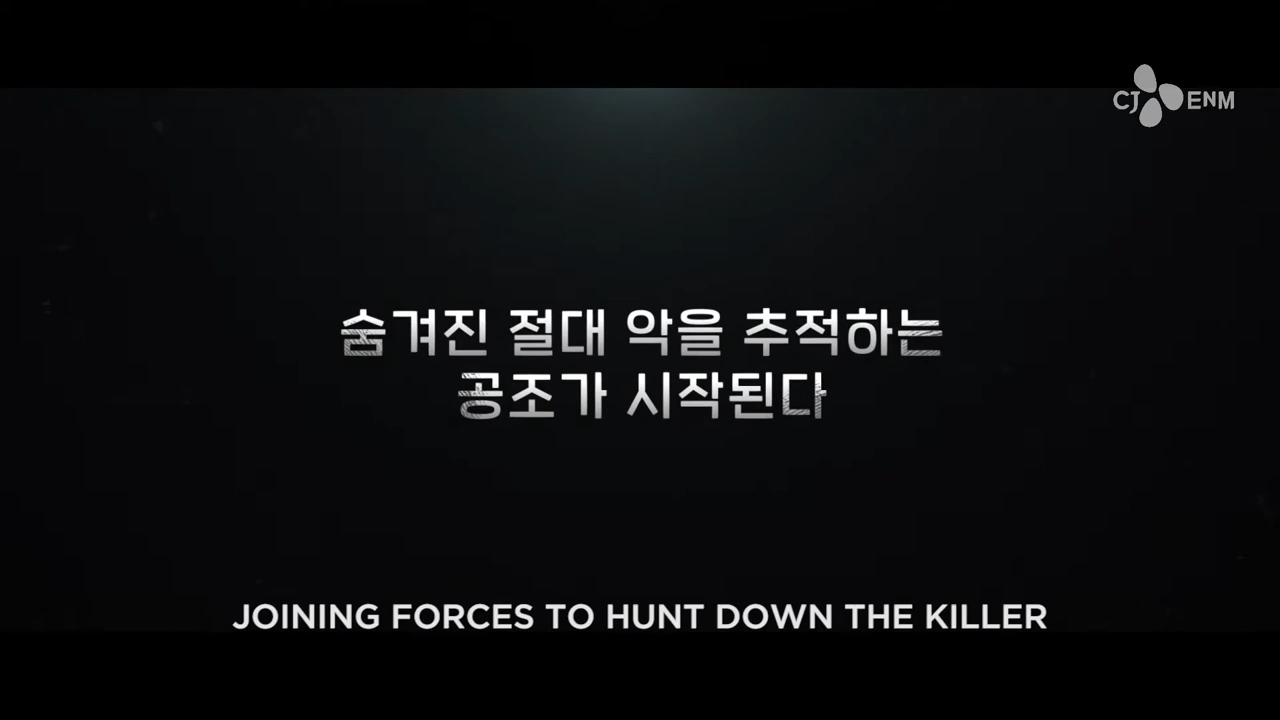 CJ ENM
숨겨진 절대 악을 추적하는
공조가 시작된다
JOINING FORCES TO HUNT DOWN THE KILLER